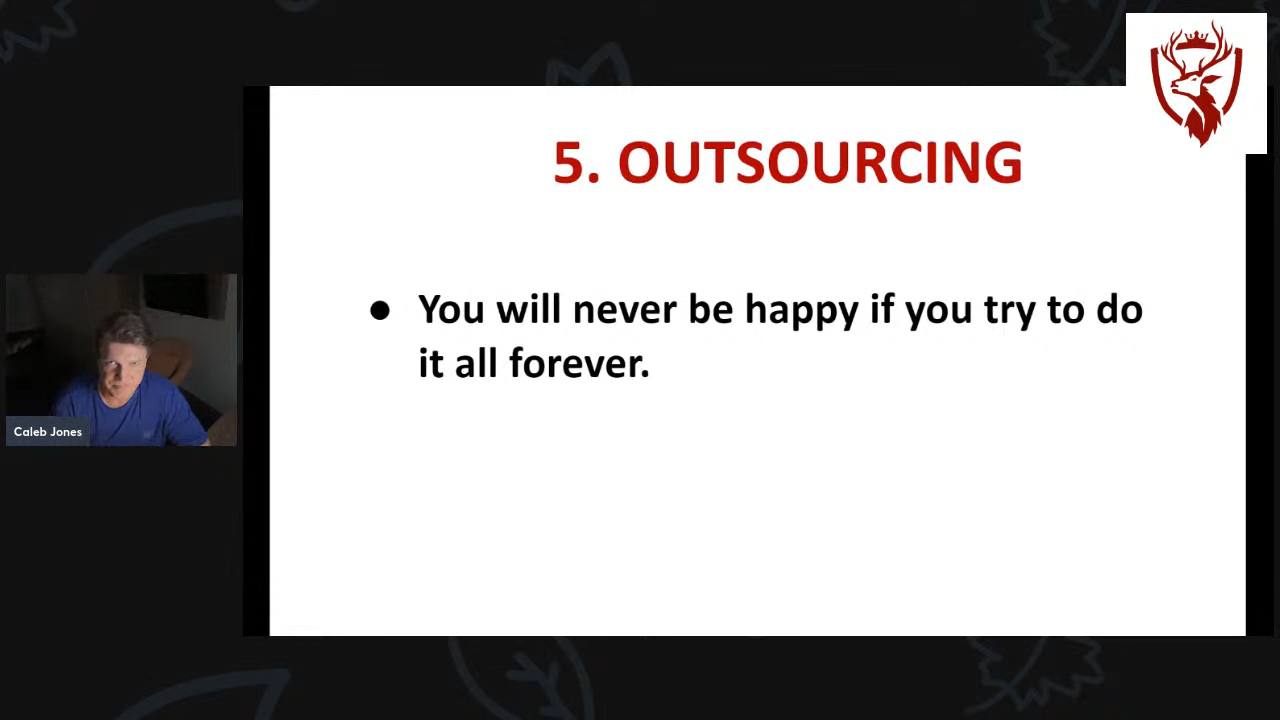 5. OUTSOURCING
● You will never be happy if you try to do
it all forever.
Caleb Jones